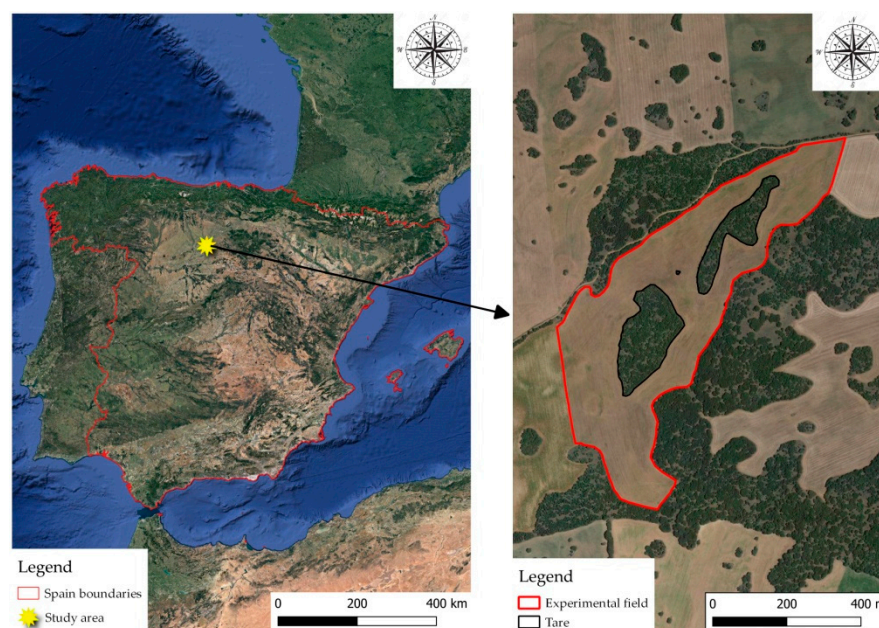 N
W E
S
Legend
Spain boundaries
Study area
0 200 400 km
N
W E
S
Legend
Experimental field
Tare
0 200 400 m